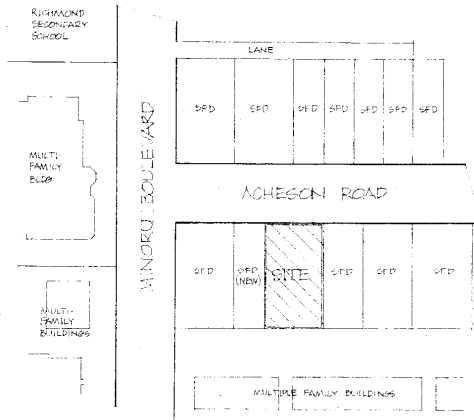 RICHMOND
SECONDARY
SCHOOL
LANE
SFD SFD SFD SFD SFD SFD SFD
MULTI-
FAMILY
BLDG.
MINORU BOULEVARD
ACHESON ROAD
SFD SFD
(NEW) SITE SFD SFD SFD
MULTI-
FAMILY
BUILDINGS
MULTIPLE FAMILY BUILDINGS